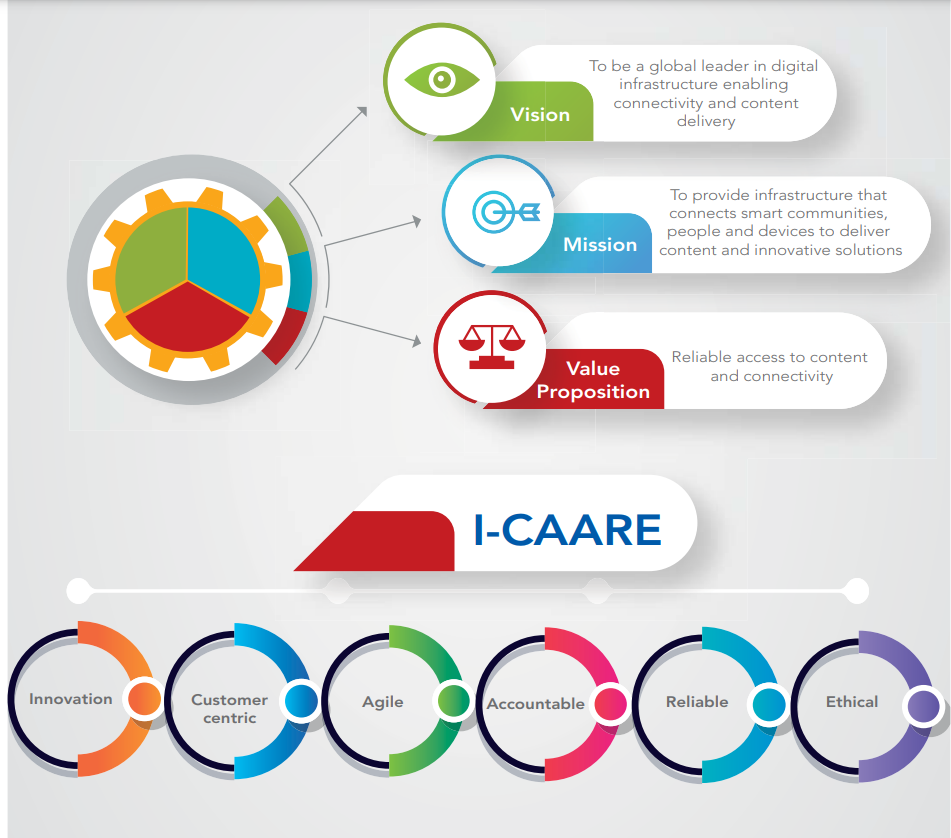 To be a global leader in digital
infrastructure enabling
connectivity and content
delivery
Vision
To provide infrastructure that
connects smart communities,
people and devices to deliver
content and innovative solutions
Mission
Reliable access to content
and connectivity
Value
Proposition
I-CAARE
Innovation
Customer
centric
Agile
Accountable
Reliable
Ethical